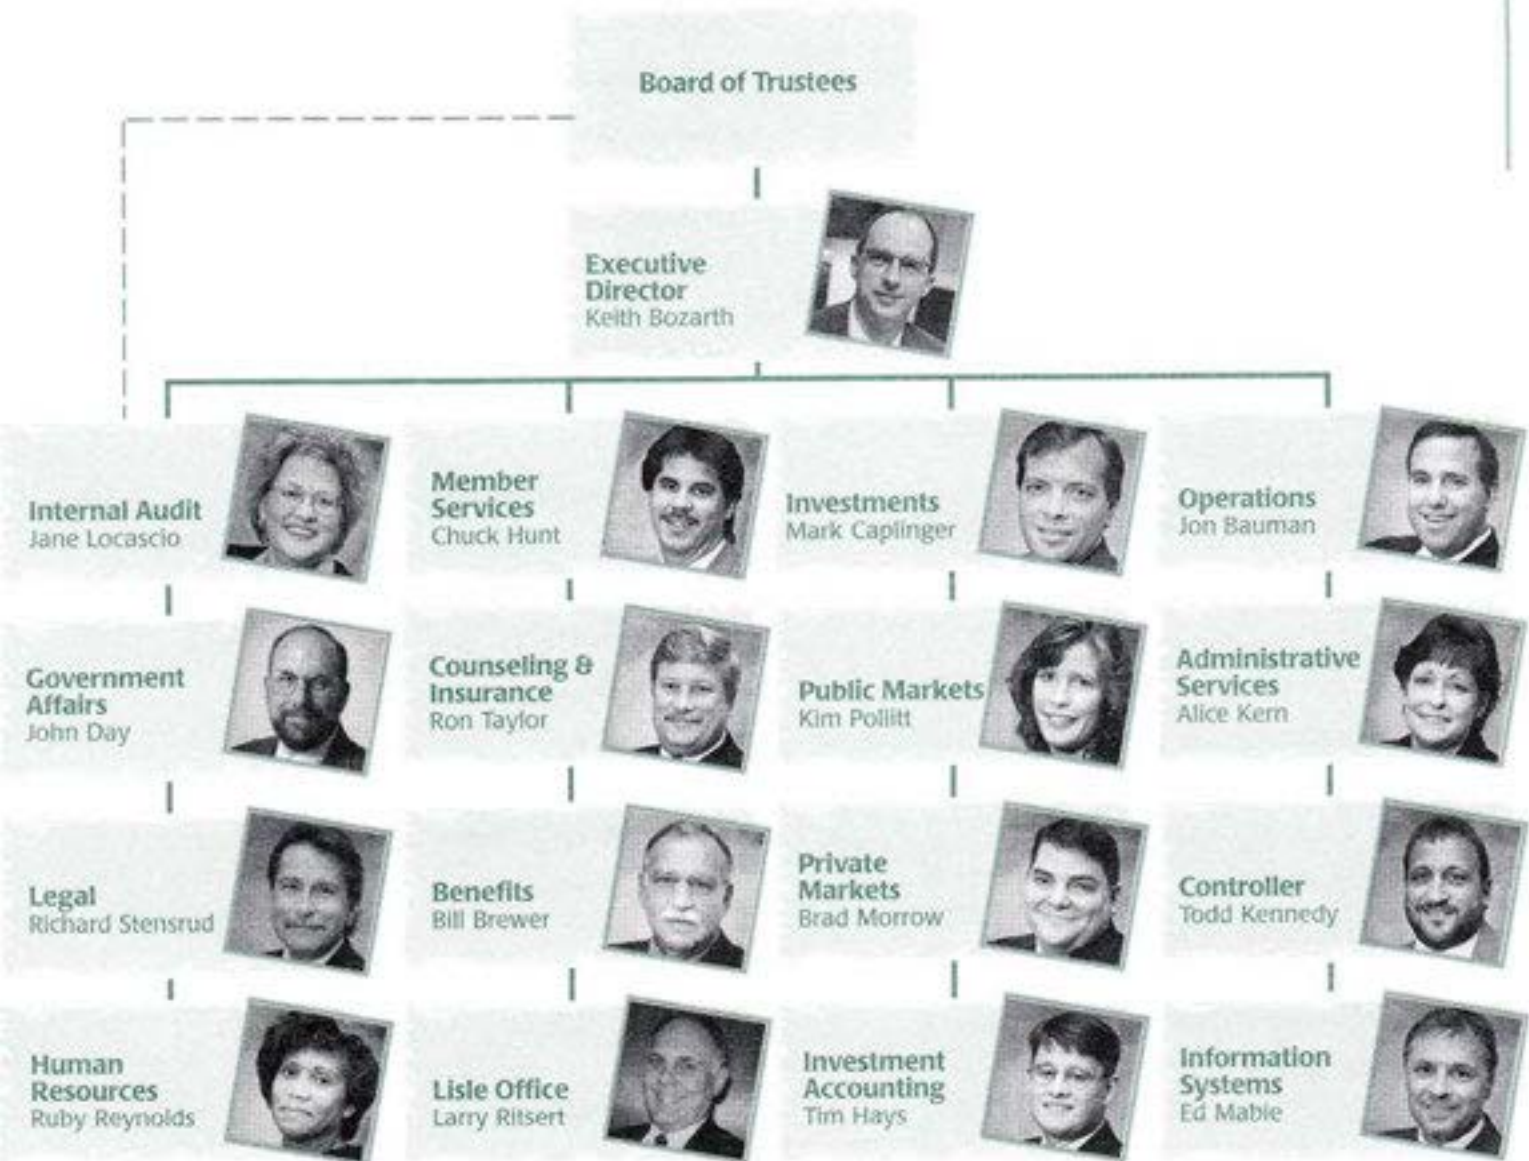 Board of Trustees
Executive
Director
Keith Bozarth
Internal Audit
Jane Locascio
Member
Services
Chuck Hunt
Investments
Mark Caplinger
Operations
Jon Bauman
Government
Affairs
John Day
Counseling &
Insurance
Ron Taylor
Public Markets
Kim Pollitt
Administrative
Services
Alice Kern
Legal
Richard Stensrud
Benefits
Bill Brewer
Private
Markets
Brad Morrow
Controller
Todd Kennedy
Human
Resources
Ruby Reynolds
Lisle Office
Larry Ritsert
Investment
Accounting
Tim Hays
Information
Systems
Ed Mabie